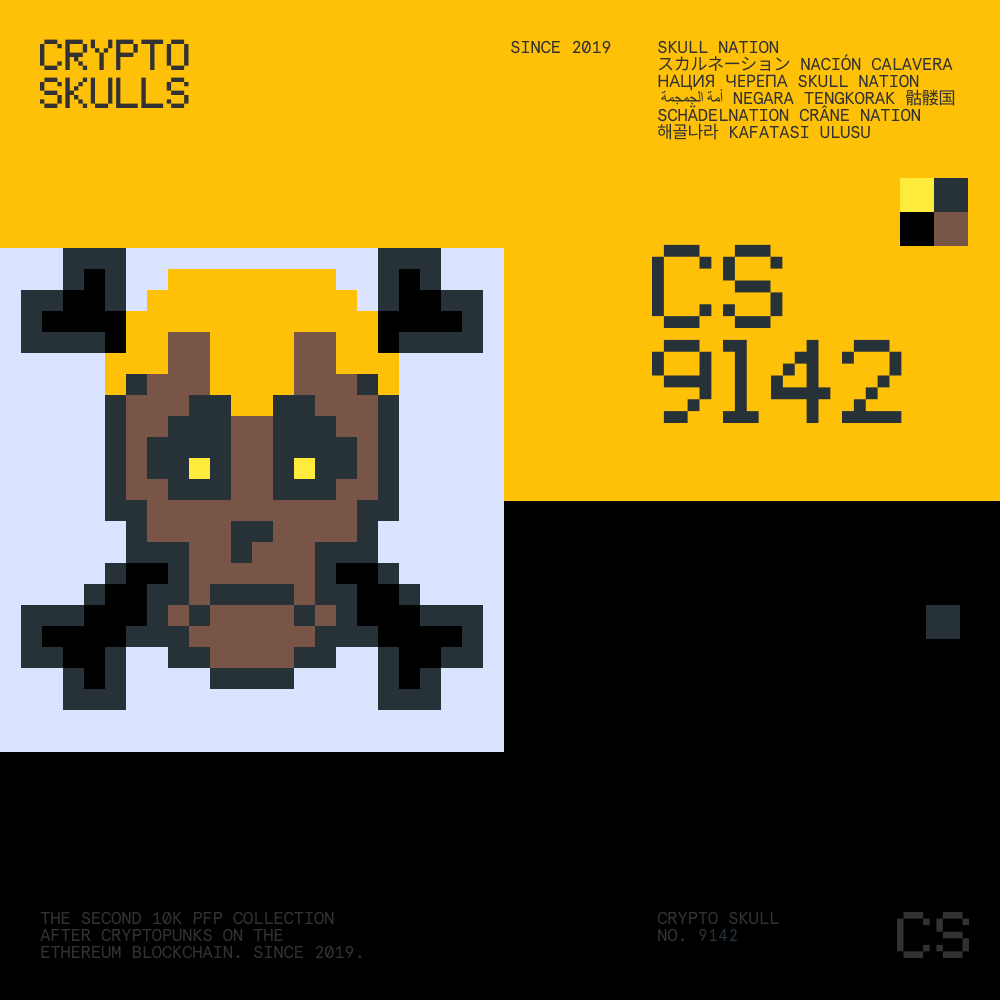 CRYPTO
SKULLS
SINCE 2019
SKULL NATION
スカルネーション NACIÓN CALAVERA
НАЦИЯ ЧЕРЕПА SKULL NATION
أمة الجمجمة NEGARA TENGKORAK 骷髅国
SCHÄDELNATION CRÂNE NATION
해골나라 KAFATASI ULUSU
CS
9142
THE SECOND 10K PFP COLLECTION
AFTER CRYPTOPUNKS ON THE
ETHEREUM BLOCKCHAIN. SINCE 2019.
CRYPTO SKULL
NO. 9142
CS